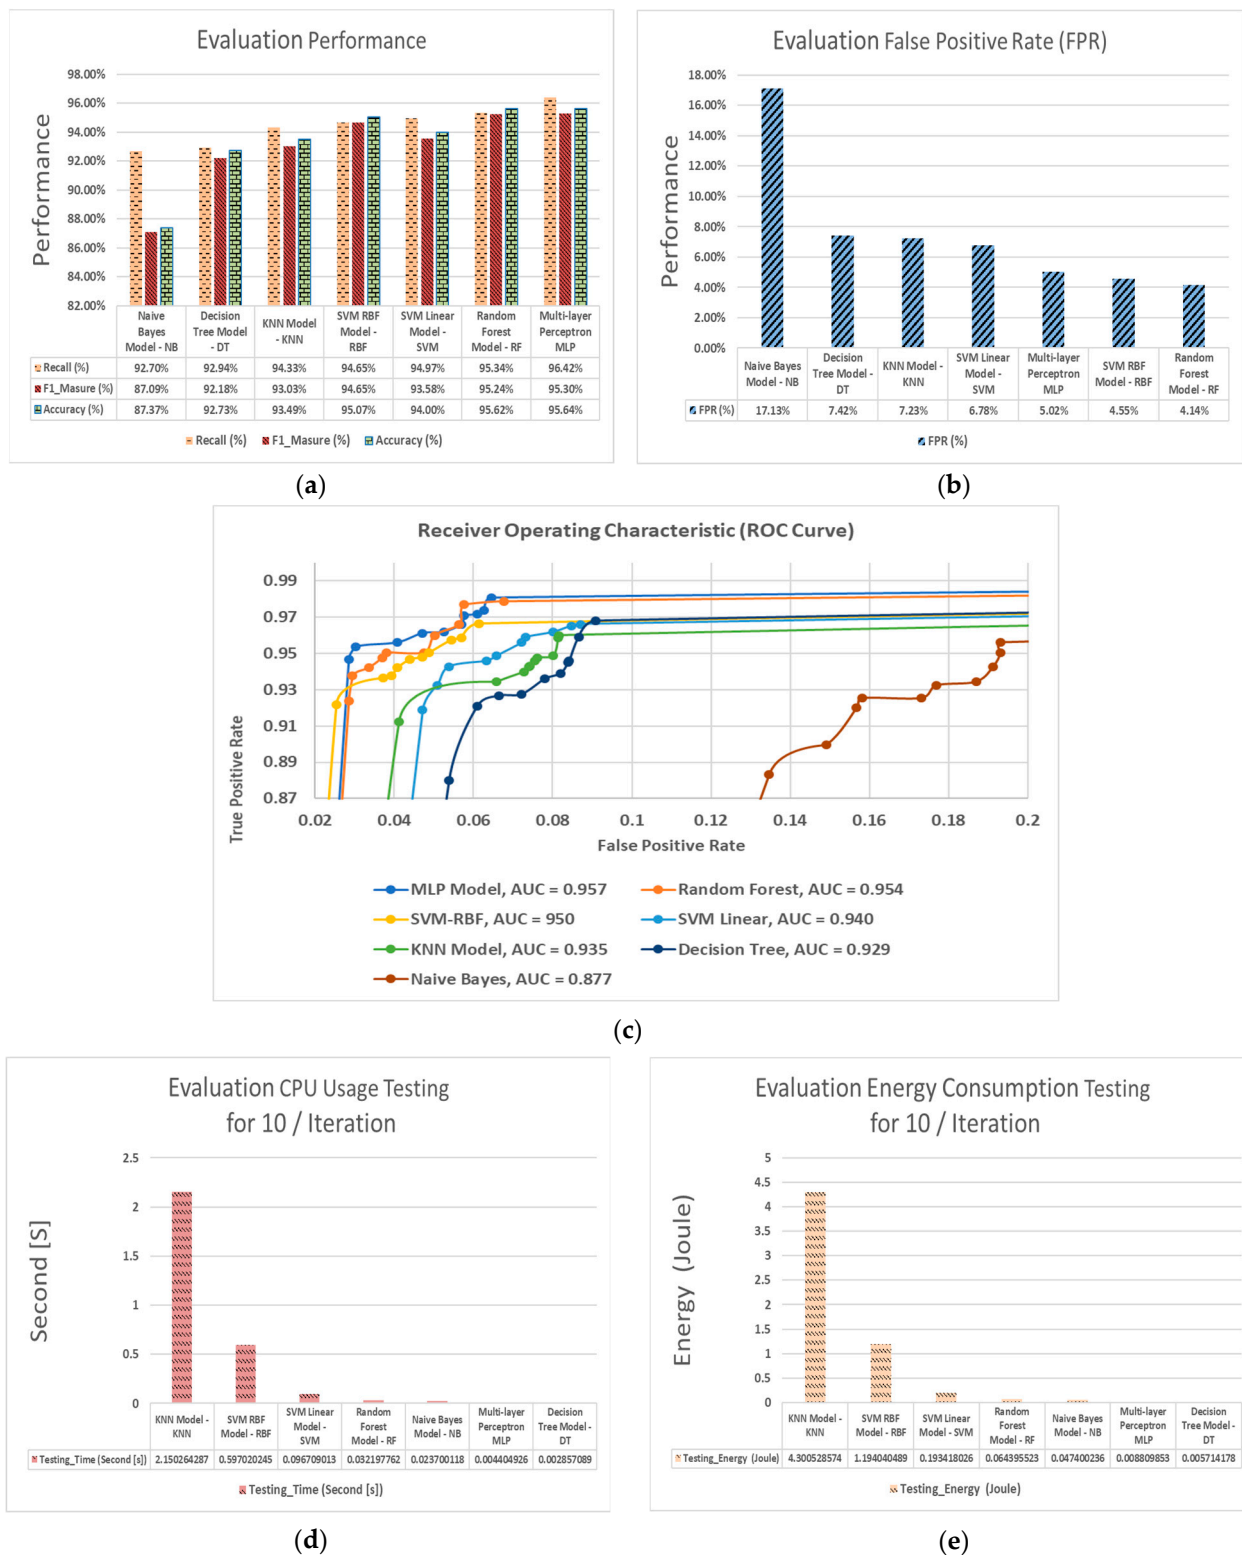 Evaluation Performance
Performance
98.00%
96.00%
94.00%
92.00%
90.00%
88.00%
86.00%
84.00%
82.00%
Naive Bayes Model - NB
Decision Tree Model - DT
KNN Model - KNN
SVM RBF Model - RBF
SVM Linear Model - SVM
Random Forest Model - RF
Multi-layer Perceptron MLP
Recall (%) 92.70% 92.94% 94.33% 94.65% 94.97% 95.34% 96.42%
F1_Masure (%) 87.09% 92.18% 93.03% 94.65% 93.58% 95.24% 95.30%
Accuracy (%) 87.37% 92.73% 93.49% 95.07% 94.00% 95.62% 95.64%
Recall (%) F1_Masure (%) Accuracy (%)
(a)
Evaluation False Positive Rate (FPR)
Performance
18.00%
16.00%
14.00%
12.00%
10.00%
8.00%
6.00%
4.00%
2.00%
0.00%
Naive Bayes Model - NB
Decision Tree Model - DT
KNN Model - KNN
SVM Linear Model - SVM
Multi-layer Perceptron MLP
SVM RBF Model - RBF
Random Forest Model - RF
FPR (%) 17.13% 7.42% 7.23% 6.78% 5.02% 4.55% 4.14%
FPR (%)
(b)
Receiver Operating Characteristic (ROC Curve)
True Positive Rate
0.99
0.97
0.95
0.93
0.91
0.89
0.87
0.02 0.04 0.06 0.08 0.1 0.12 0.14 0.16 0.18 0.2
False Positive Rate
MLP Model, AUC = 0.957 Random Forest, AUC = 0.954
SVM-RBF, AUC = 950 SVM Linear, AUC = 0.940
KNN Model, AUC = 0.935 Decision Tree, AUC = 0.929
Naive Bayes, AUC = 0.877
(c)
Evaluation CPU Usage Testing
for 10 / Iteration
Second [S]
2.5
2
1.5
1
0.5
0
KNN Model - KNN
SVM RBF Model - RBF
SVM Linear Model - SVM
Random Forest Model - RF
Naive Bayes Model - NB
Multi-layer Perceptron MLP
Decision Tree Model - DT
Testing_Time (Second [s]) 2.150264287 0.597020245 0.096709013 0.032197762 0.023700118 0.004404926 0.002857089
Testing_Time (Second [s])
(d)
Evaluation Energy Consumption Testing
for 10 / Iteration
Energy (Joule)
5
4.5
4
3.5
3
2.5
2
1.5
1
0.5
0
KNN Model - KNN
SVM RBF Model - RBF
SVM Linear Model - SVM
Random Forest Model - RF
Naive Bayes Model - NB
Multi-layer Perceptron MLP
Decision Tree Model - DT
Testing_Energy (Joule) 4.300528574 1.194040489 0.193418026 0.064395523 0.047400236 0.008809853 0.005714178
Testing_Energy (Joule)
(e)